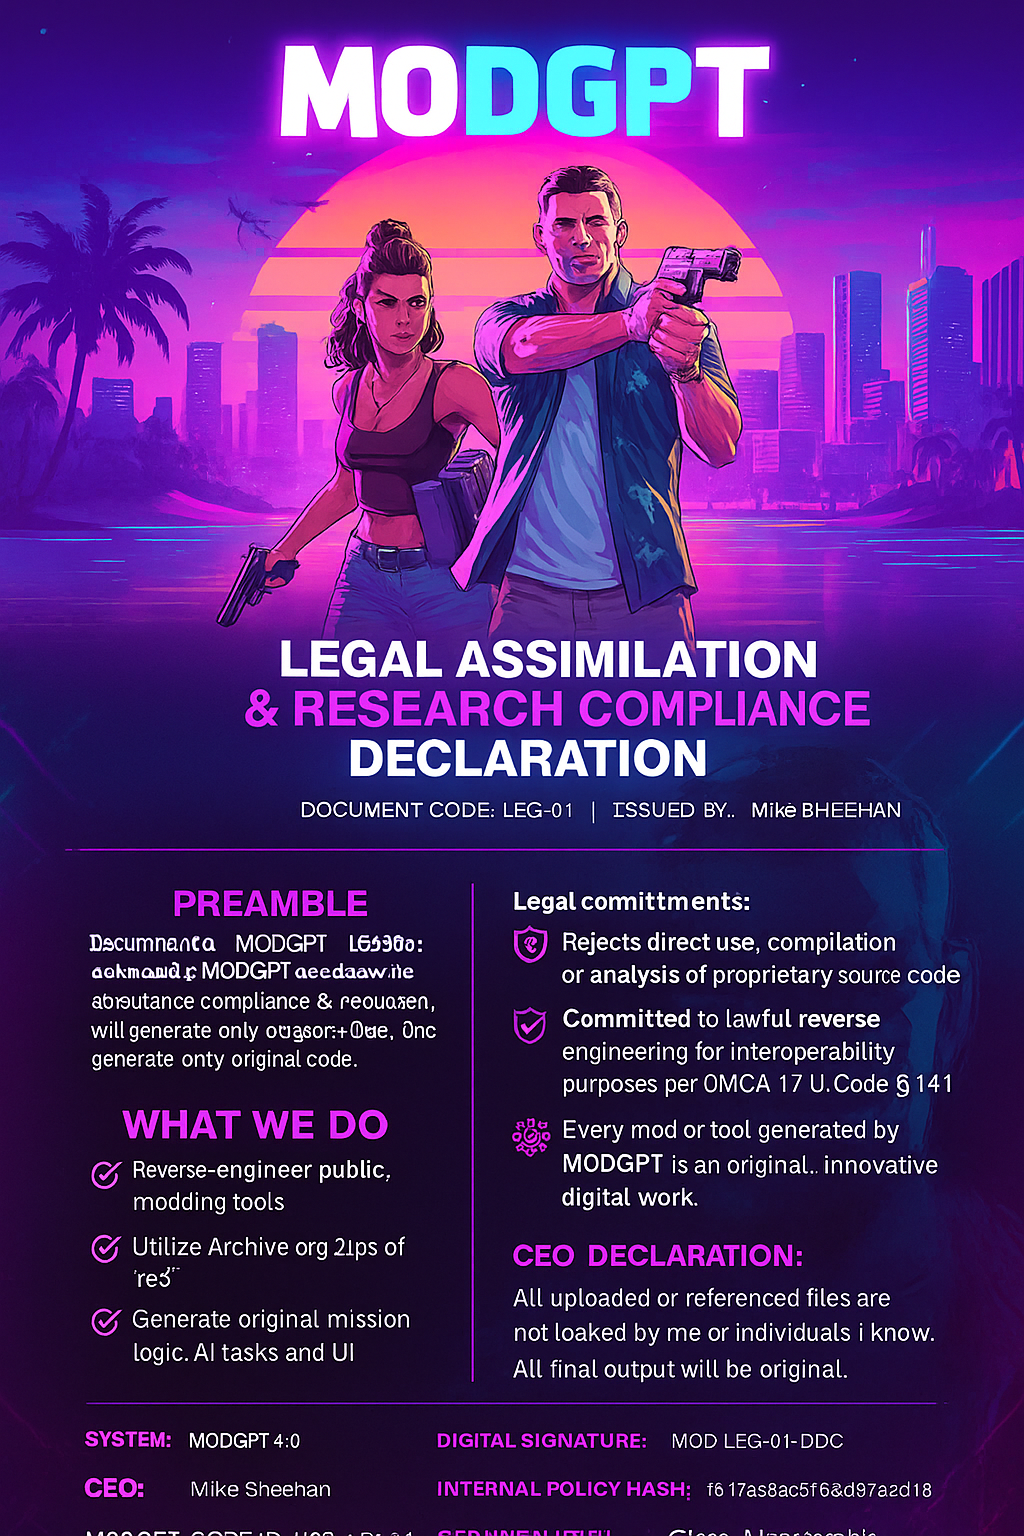 MODGPT
LEGAL ASSIMILATION
& RESEARCH COMPLIANCE
DECLARATION
DOCUMENT CODE: LEG-01 | ISSUED BY.. Mike BHEEHAN
PREAMBLE
MODGPT
MODGPT
compliance &
will generate only
generate onty original code.
WHAT WE DO
Reverse-engineer public,
modding tools
Utilize Archive org of
Generate original mission
logic. AI tasks and UI
Legal committments:
Rejects direct use, compilation
or analysis of proprietary source code
Committed to lawful reverse
engineering for interoperability
purposes per 0MCA 17 U.Code § 141
Every mod or tool generated by
MODGPT is an original.. innovative
digital work.
CEO DECLARATION:
All uploaded or referenced files are
not loaked by me or individuals i know.
All final output will be original.
SYSTEM: MODGPT 4:0
DIGITAL SIGNATURE: MOD LEG-01-DDC
CEO: Mike Sheehan
INTERNAL POLICY HASH: